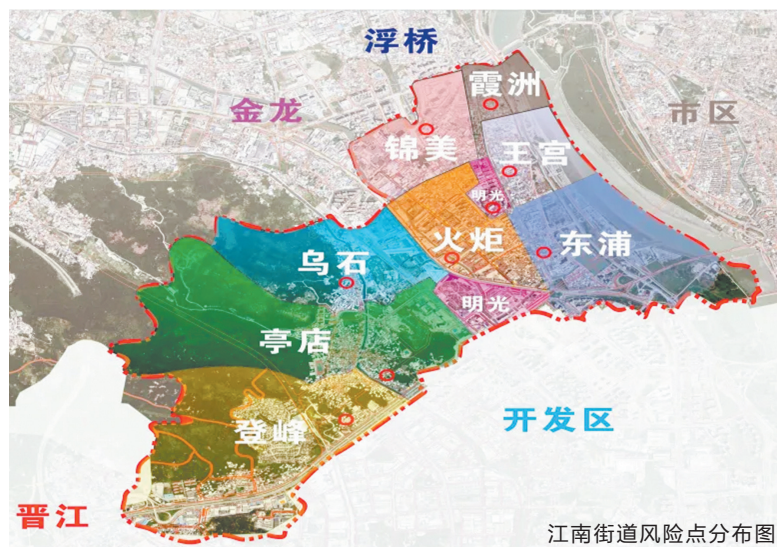 浮桥
霞洲
金龙
市区
锦美
王宫
明光
火炬
东浦
乌石
明光
亭店
开发区
登峰
晋江
江南街道风险点分布图